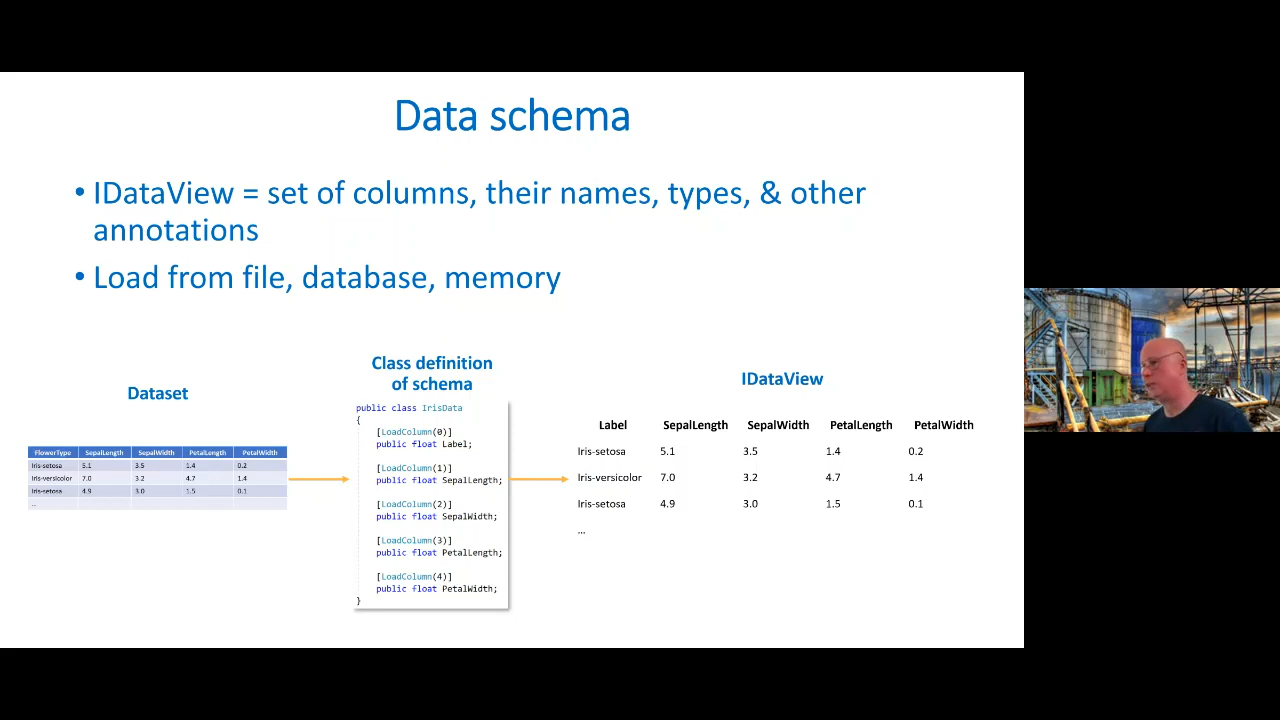 Data schema
• IDataView = set of columns, their names, types, & other
annotations
• Load from file, database, memory
Dataset
FlowerType SepalLength SepalWidth PetalLength PetalWidth
Iris-setosa 5.1 3.5 1.4 0.2
Iris-versicolor 7.0 3.2 4.7 1.4
Iris-setosa 4.9 3.0 1.5 0.1
...
Class definition
of schema
public class IrisData
{
[LoadColumn(0)]
public float Label;
[LoadColumn(1)]
public float SepalLength;
[LoadColumn(2)]
public float SepalWidth;
[LoadColumn(3)]
public float PetalLength;
[LoadColumn(4)]
public float PetalWidth;
}
IDataView
Label SepalLength SepalWidth PetalLength PetalWidth
Iris-setosa 5.1 3.5 1.4 0.2
Iris-versicolor 7.0 3.2 4.7 1.4
Iris-setosa 4.9 3.0 1.5 0.1
...